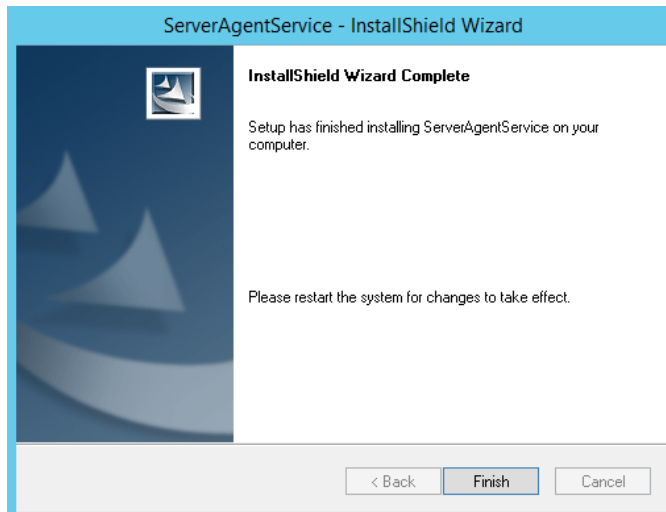 ServerAgentService - InstallShield Wizard
InstallShield Wizard Complete
Setup has finished installing ServerAgentService on your
computer.
Please restart the system for changes to take effect.
< Back
Finish
Cancel